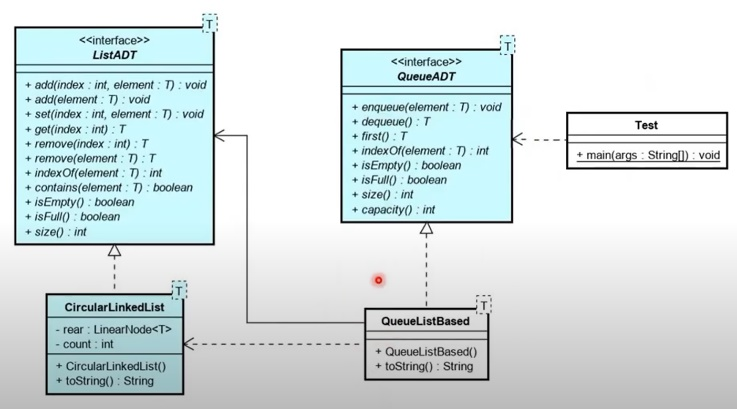 T
<<interface>>
ListADT
+ add(index : int, element : T) : void
+ add(element : T) : void
+ set(index : int, element : T) : void
+ get(index : int) : T
+ remove(index : int) : T
+ remove(element : T) : T
+ indexOf(element : T) : int
+ contains(element : T) : boolean
+ isEmpty() : boolean
+ isFull() : boolean
+ size() : int
T
<<interface>>
QueueADT
+ enqueue(element : T) : void
+ dequeue() : T
+ first() : T
+ indexOf(element : T) : int
+ isEmpty() : boolean
+ isFull() : boolean
+ size() : int
+ capacity() : int
Test
+ main(args : String[]) : void
T
CircularLinkedList
- rear : LinearNode<T>
- count : int
+ CircularLinkedList()
+ toString() : String
T
QueueListBased
+ QueueListBased()
+ toString() : String